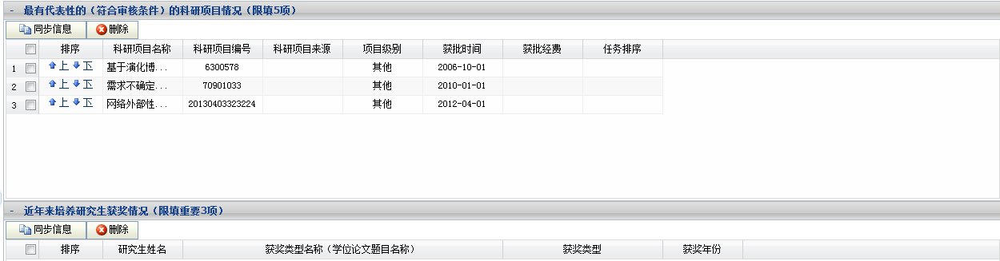 - 最有代表性的（符合审核条件）的科研项目情况（限填5项）
同步信息 删除
排序 科研项目名称 科研项目编号 科研项目来源 项目级别 获批时间 获批经费 任务排序
1 上 下 基于演化博... 6300578 其他 2006-10-01
2 上 下 需求不确定... 70901033 其他 2010-01-01
3 上 下 网络外部性... 20130403323224 其他 2012-04-01
- 近年来培养研究生获奖情况（限填重要3项）
同步信息 删除
排序 研究生姓名 获奖类型名称（学位论文题目名称） 获奖类型 获奖年份